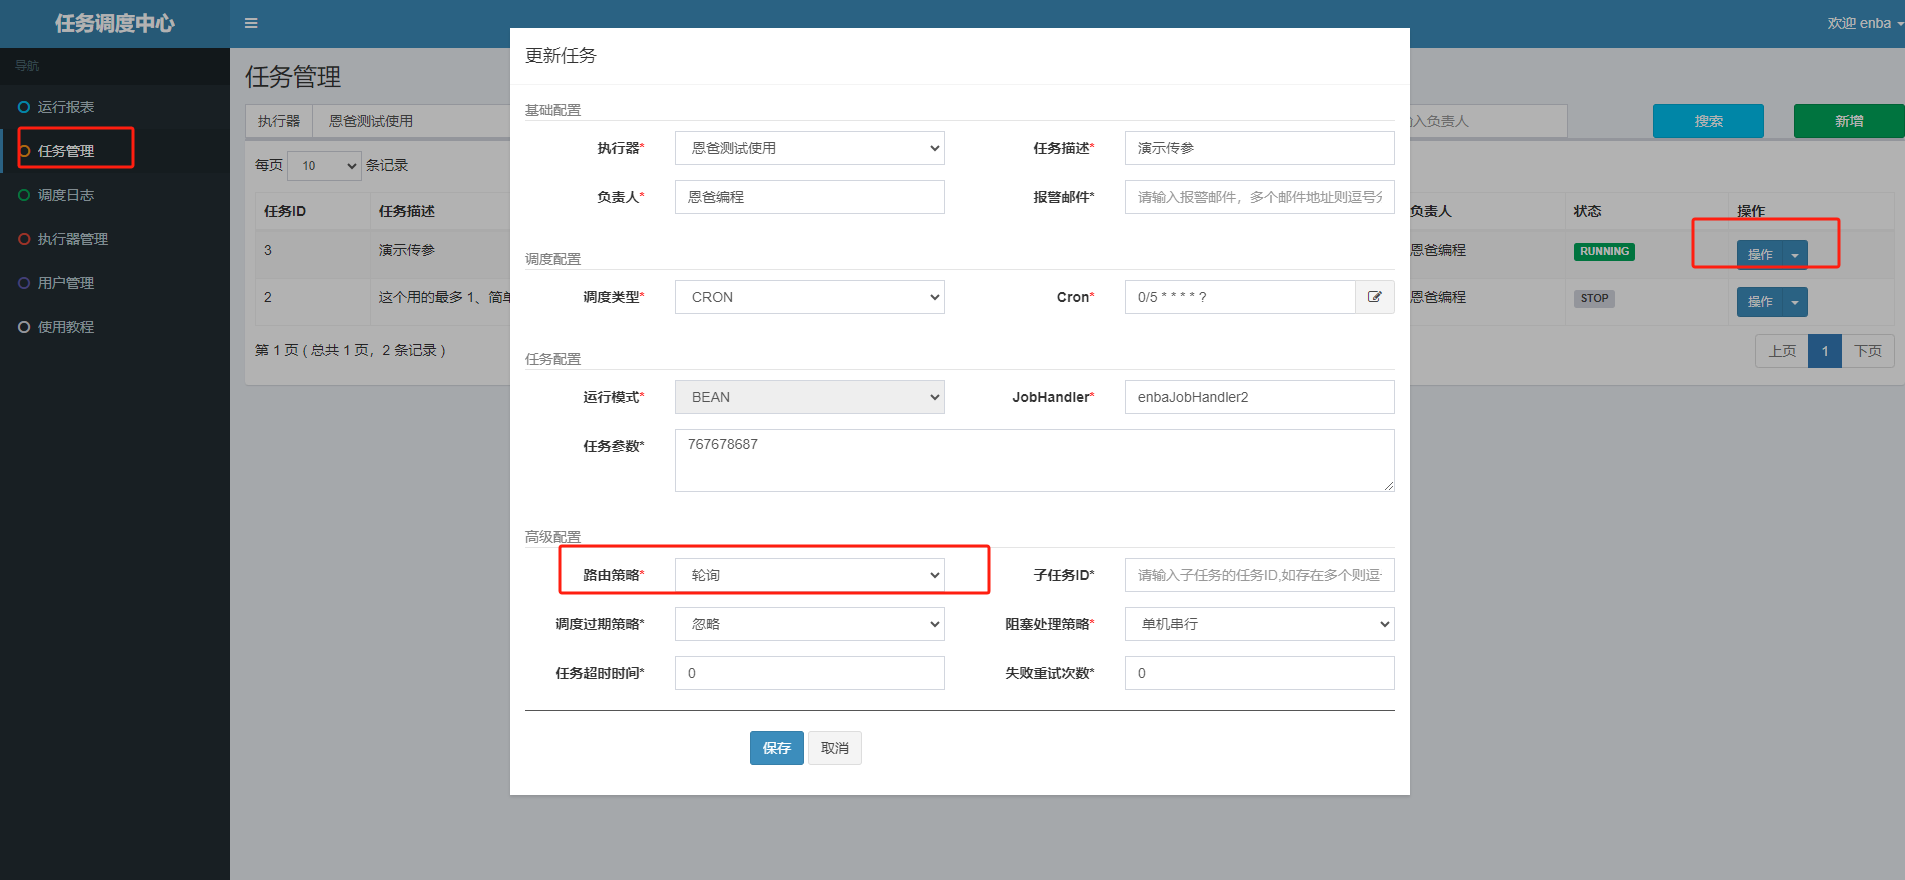 任务调度中心
欢迎 enba
导航
运行报表
任务管理
调度日志
执行器管理
用户管理
使用教程
任务管理
执行器 恩爸测试使用
入负责人 搜索 新增
每页 10 条记录
任务ID 任务描述 负责人 状态 操作
3 演示传参 恩爸编程 RUNNING 操作
2 这个用的最多 1、简单 恩爸编程 STOP 操作
第 1 页 ( 总共 1 页，2 条记录 )
上页 1 下页
更新任务
基础配置
执行器* 恩爸测试使用 任务描述* 演示传参
负责人* 恩爸编程 报警邮件* 请输入报警邮件，多个邮件地址则逗号分
调度配置
调度类型* CRON Cron* 0/5 * * * * ?
任务配置
运行模式* BEAN JobHandler* enbaJobHandler2
任务参数* 767678687
高级配置
路由策略* 轮询 子任务ID* 请输入子任务的任务ID,如存在多个则逗
调度过期策略* 忽略 阻塞处理策略* 单机串行
任务超时时间* 0 失败重试次数* 0
保存 取消